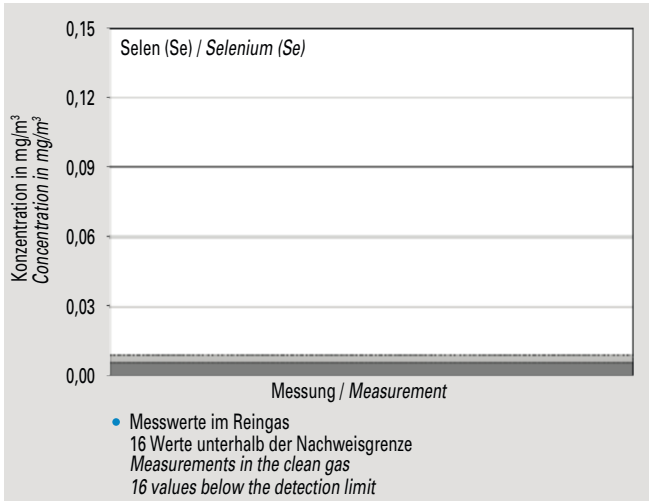 Konzentration in mg/m³
Concentration in mg/m³
0,15
0,12
0,09
0,06
0,03
0,00
Selen (Se) / Selenium (Se)
Messung / Measurement
• Messwerte im Reingas
16 Werte unterhalb der Nachweisgrenze
Measurements in the clean gas
16 values below the detection limit